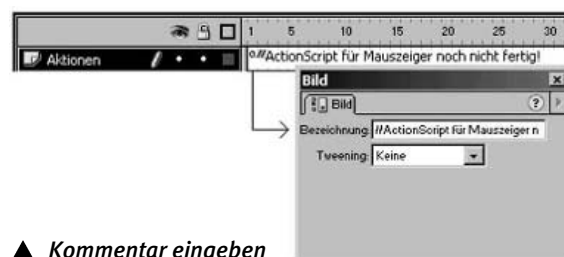 1 5 10 15 20 25 30
Aktionen
//ActionScript für Mauszeiger noch nicht fertig!
Bild
Bild
?
Bezeichnung: //ActionScript für Mauszeiger n
Tweening: Keine
▲ Kommentar eingeben